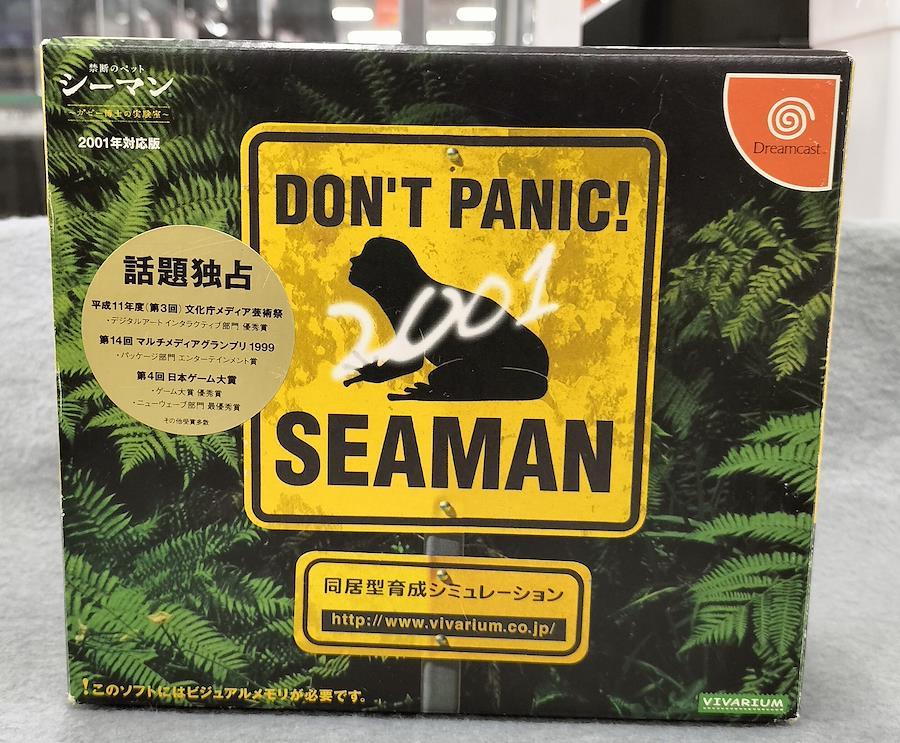 禁断のペット
シーマン
~ガゼー博士の実験室~
2001年対応版
Dreamcast™
DON'T PANIC!
2001
SEAMAN
話題独占
平成11年度(第3回) 文化庁メディア芸術祭
・デジタルアート インタラクティブ部門 優秀賞
第14回 マルチメディアグランプリ 1999
・パッケージ部門 エンターテインメント賞
第4回 日本ゲーム大賞
・ゲーム大賞 優秀賞
・ニューウェーブ部門 最優秀賞
その他受賞多数
同居型育成シミュレーション
http://www.vivarium.co.jp/
!このソフトにはビジュアルメモリが必要です。
VIVARIUM